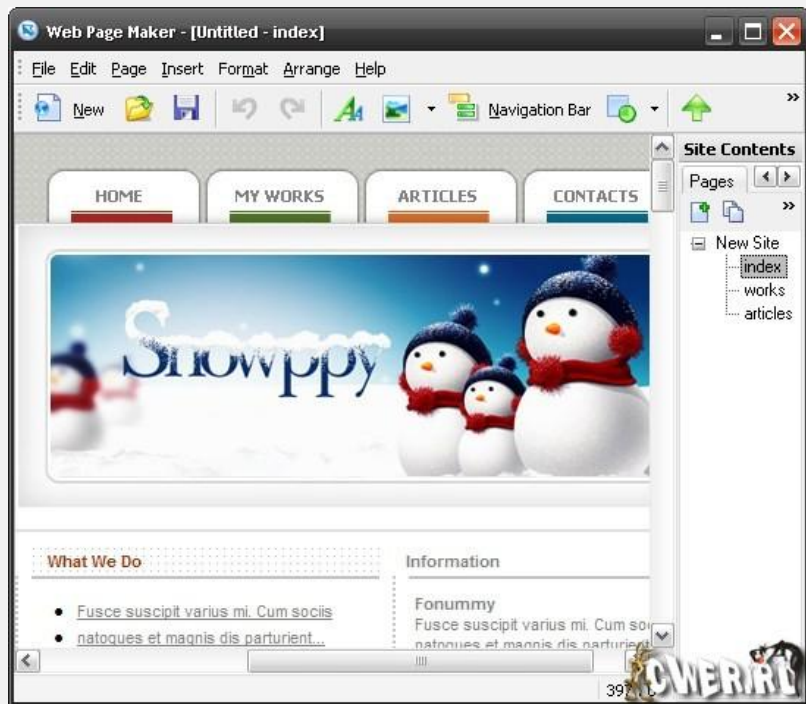 Web Page Maker - [Untitled - index]
File Edit Page Insert Format Arrange Help
New Navigation Bar
Site Contents
Pages
New Site
index
works
articles
HOME MY WORKS ARTICLES CONTACTS
Snowppy
What We Do
Fusce suscipit varius mi. Cum sociis
natoques et magnis dis parturient...
Information
Fonummy
Fusce suscipit varius mi. Cum
natoques et magnis dis parturient
CWER.RU